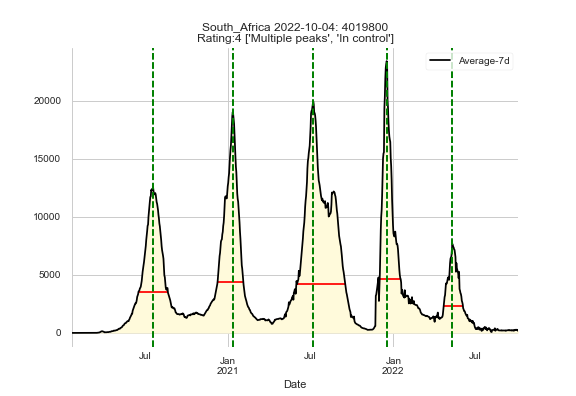 South_Africa 2022-10-04: 4019800
Rating:4 ['Multiple peaks', 'In control']
Average-7d
20000
15000
10000
5000
0
Jul
Jan
2021
Jul
Jan
2022
Jul
Date